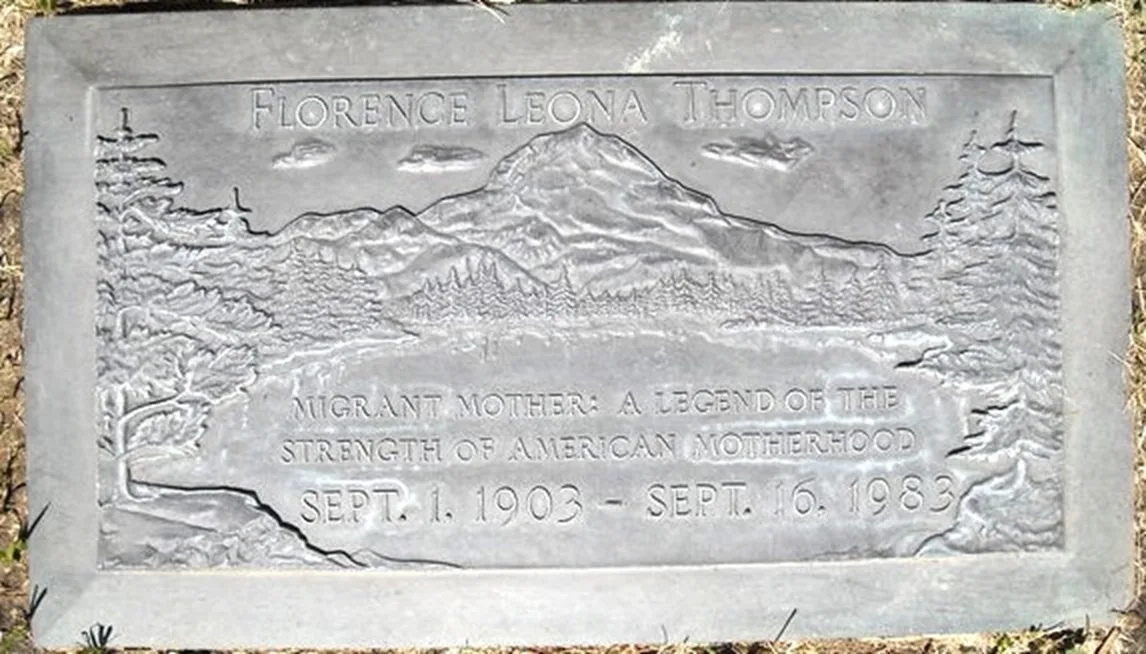 FLORENCE LEONA THOMPSON
MIGRANT MOTHER: A LEGEND OF THE
STRENGTH OF AMERICAN MOTHERHOOD
SEPT. 1, 1903 – SEPT. 16, 1983